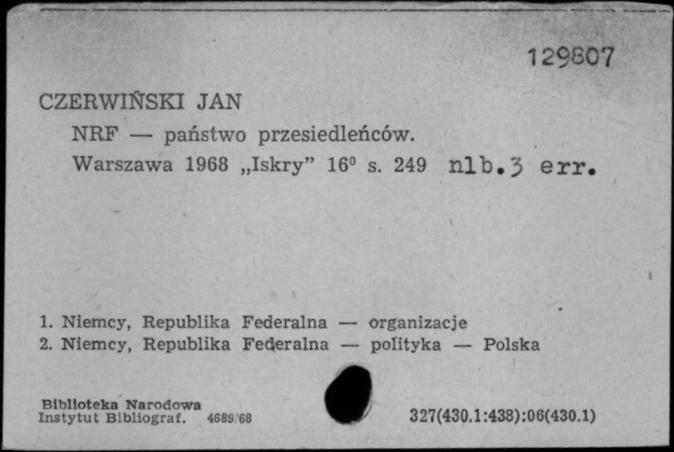 129807
CZERWIŃSKI JAN
NRF — państwo przesiedleńców.
Warszawa 1968 „Iskry” 16⁰ s. 249 nlb.3 err.
1. Niemcy, Republika Federalna — organizacje
2. Niemcy, Republika Federalna — polityka — Polska
Biblioteka Narodowa
Instytut Bibliograf. 4689/68
327(430.1:438):06(430.1)